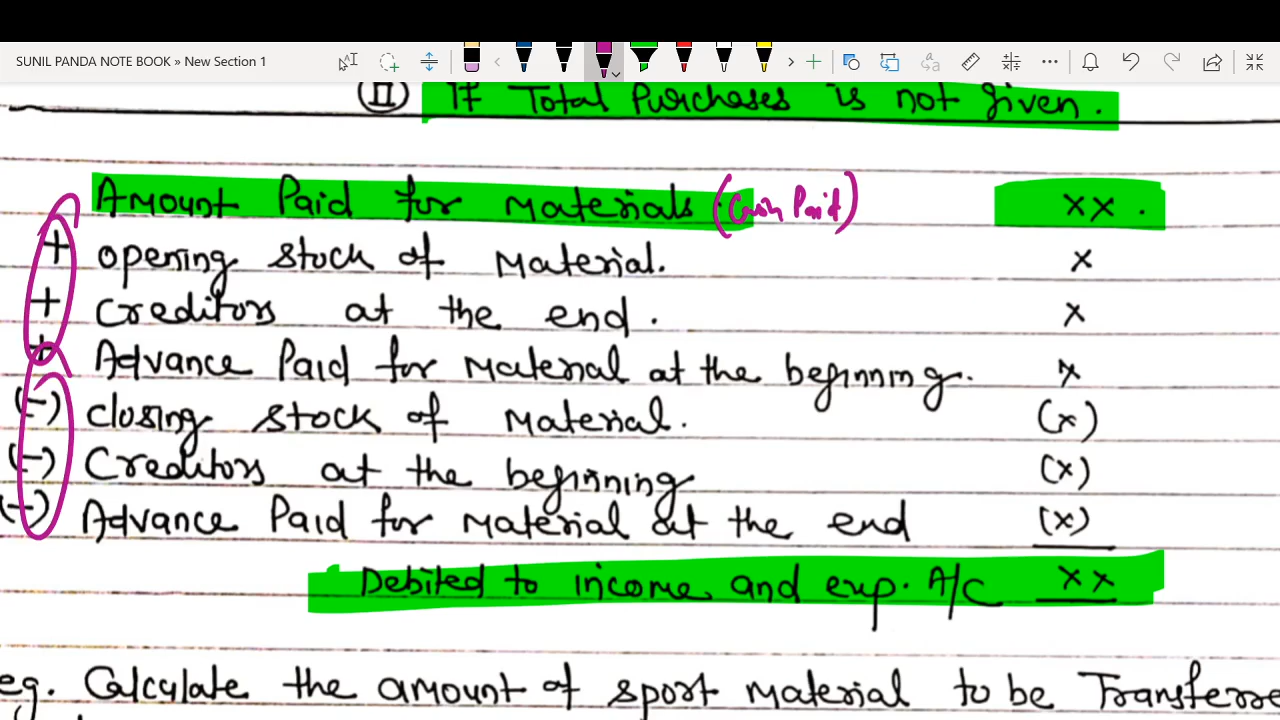 SUNIL PANDA NOTE BOOK » New Section 1
(II) If Total Purchases is not given.
Amount Paid for materials (Cash Paid) xx.
+ opening stock of Material. x
+ Creditors at the end. x
+ Advance Paid for Material at the beginning. x
(-) closing stock of Material. (x)
(-) Creditors at the beginning (x)
(-) Advance Paid for material at the end (x)
Debited to income and exp. A/C xx
eg. Calculate the amount of sport material to be Transferre